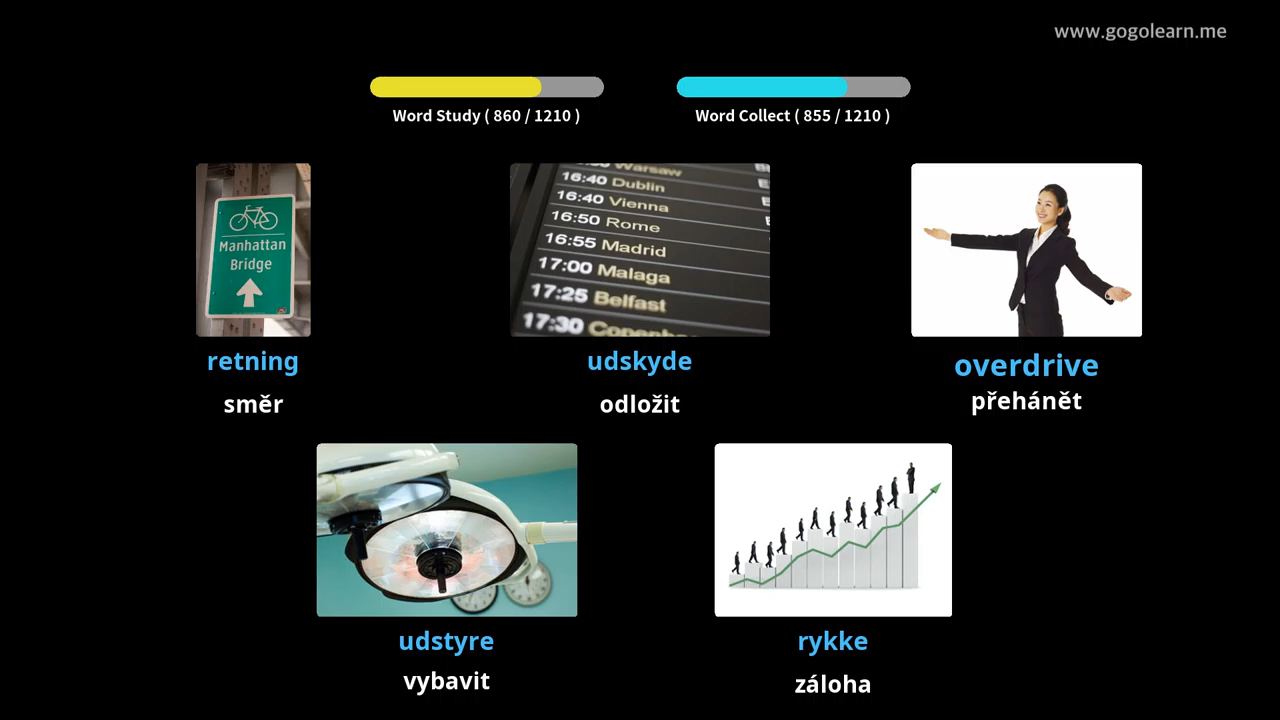 www.gogolearn.me
Word Study ( 860 / 1210 )
Word Collect ( 855 / 1210 )
Manhattan
Bridge
Warsaw
16:40 Dublin
16:40 Vienna
16:50 Rome
16:55 Madrid
17:00 Malaga
17:25 Belfast
17:30
retning
směr
udskyde
odložit
overdrive
přehánět
udstyre
vybavit
rykke
záloha